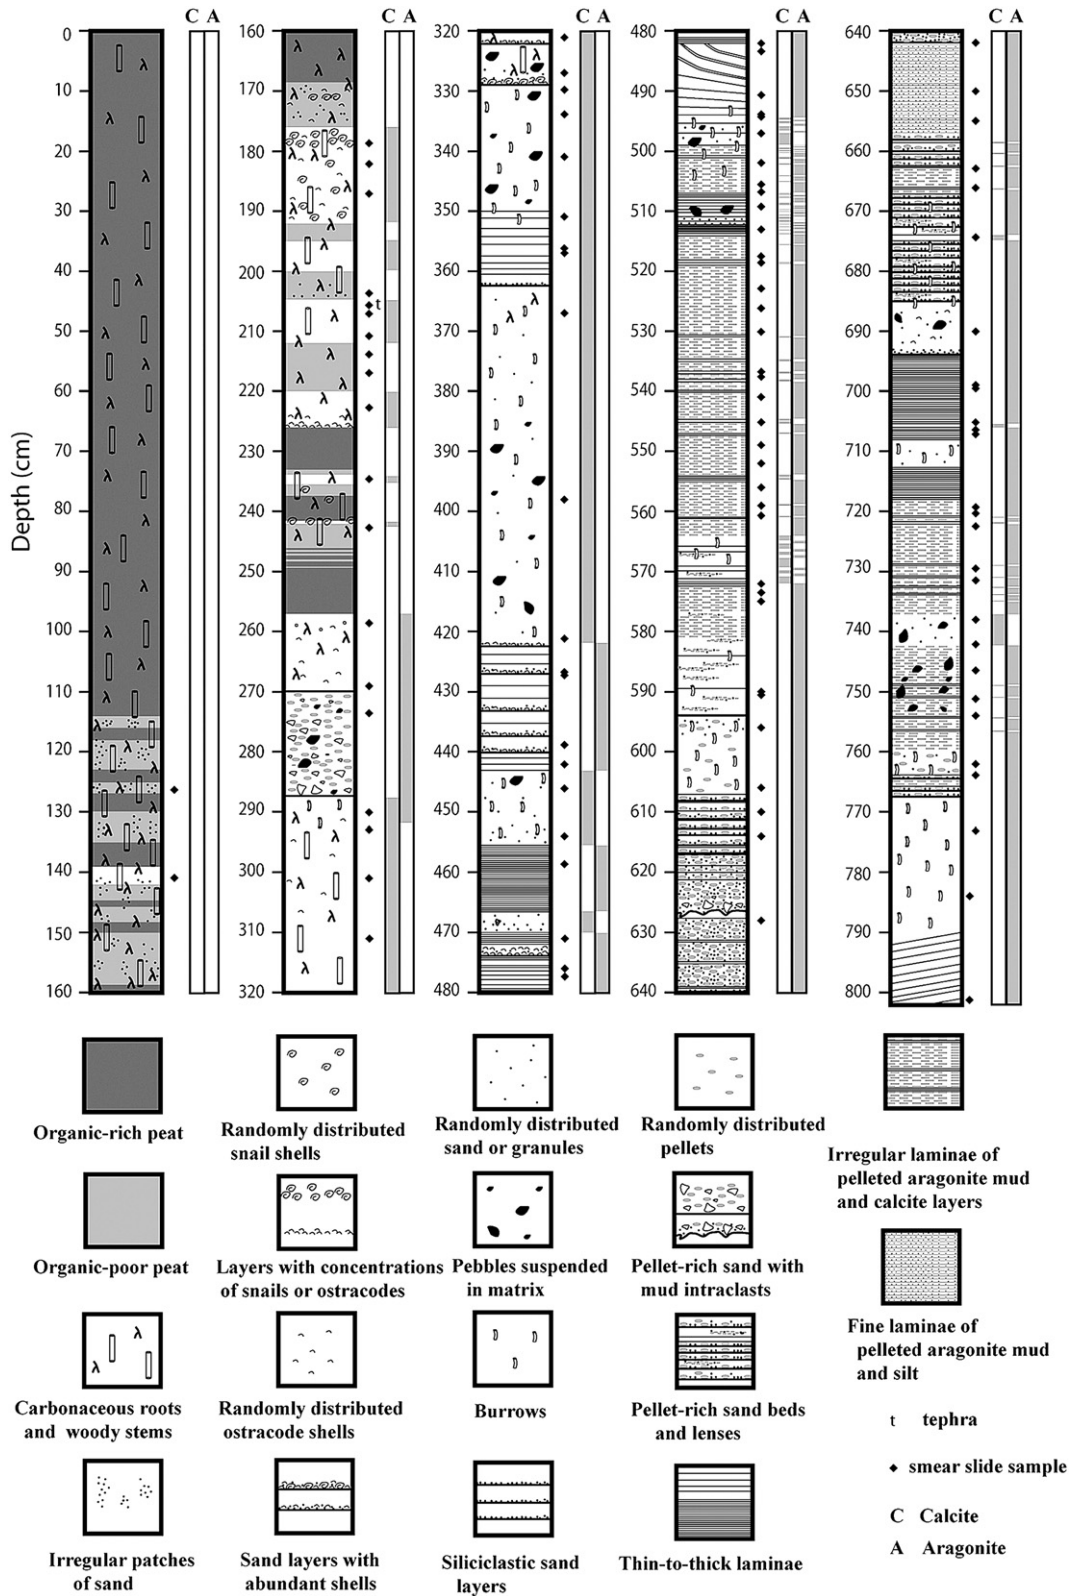 C A
C A
C A
C A
C A
0
10
20
30
40
50
60
70
80
90
100
110
120
130
140
150
160
Depth (cm)
160
170
180
190
200
210
220
230
240
250
260
270
280
290
300
310
320
t
320
330
340
350
360
370
380
390
400
410
420
430
440
450
460
470
480
480
490
500
510
520
530
540
550
560
570
580
590
600
610
620
630
640
640
650
660
670
680
690
700
710
720
730
740
750
760
770
780
790
800
Organic-rich peat
Randomly distributed
snail shells
Randomly distributed
sand or granules
Randomly distributed
pellets
Irregular laminae of
pelleted aragonite mud
and calcite layers
Organic-poor peat
Layers with concentrations
of snails or ostracodes
Pebbles suspended
in matrix
Pellet-rich sand with
mud intraclasts
Fine laminae of
pelleted aragonite mud
and silt
Carbonaceous roots
and woody stems
Randomly distributed
ostracode shells
Burrows
Pellet-rich sand beds
and lenses
t tephra
smear slide sample
C Calcite
A Aragonite
Irregular patches
of sand
Sand layers with
abundant shells
Siliciclastic sand
layers
Thin-to-thick laminae